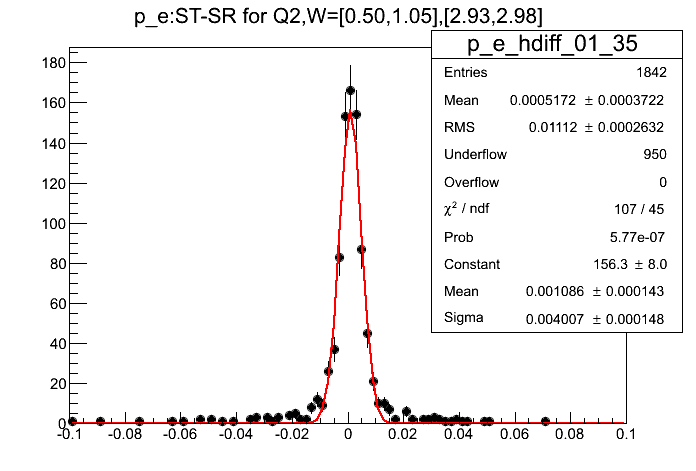 p_e:ST-SR for Q2,W=[0.50,1.05],[2.93,2.98]
p_e_hdiff_01_35
Entries 1842
Mean 0.0005172 ± 0.0003722
RMS 0.01112 ± 0.0002632
Underflow 950
Overflow 0
χ² / ndf 107 / 45
Prob 5.77e-07
Constant 156.3 ± 8.0
Mean 0.001086 ± 0.000143
Sigma 0.004007 ± 0.000148
180
160
140
120
100
80
60
40
20
0
-0.1 -0.08 -0.06 -0.04 -0.02 0 0.02 0.04 0.06 0.08 0.1